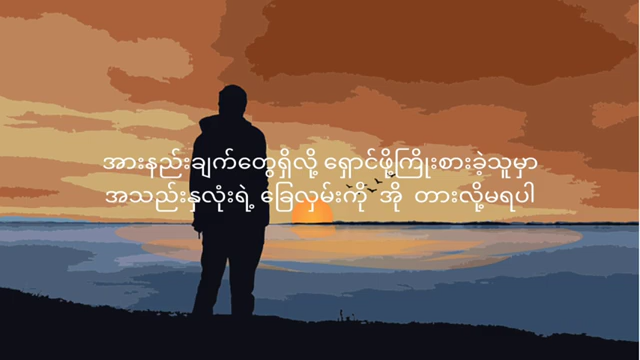 အားနည်းချက်တွေရှိလို့ ရှောင်ဖို့ကြိုးစားခဲ့သူမှာ
အသည်းနှလုံးရဲ့ ခြေလှမ်းကို အို တားလို့မရပါ